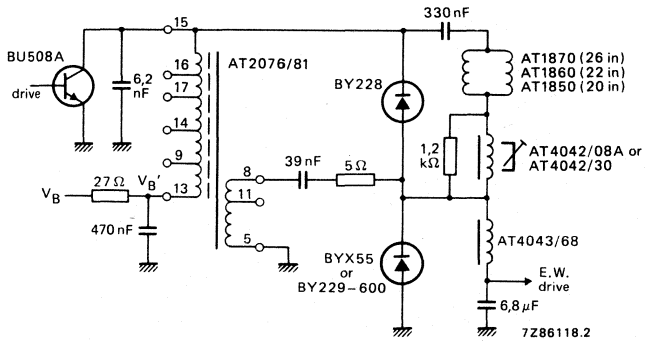 15
330 nF
BU508A
drive
6,2
nF
16
17
14
9
13
AT2076/81
BY228
AT1870 (26 in)
AT1860 (22 in)
AT1850 (20 in)
1,2
kΩ
AT4042/08A or
AT4042/30
V_B
27 Ω
V_B'
470 nF
8
11
5
39 nF
5 Ω
BYX55
or
BY229-600
AT4043/68
E.W.
drive
6,8 μF
7Z86118.2